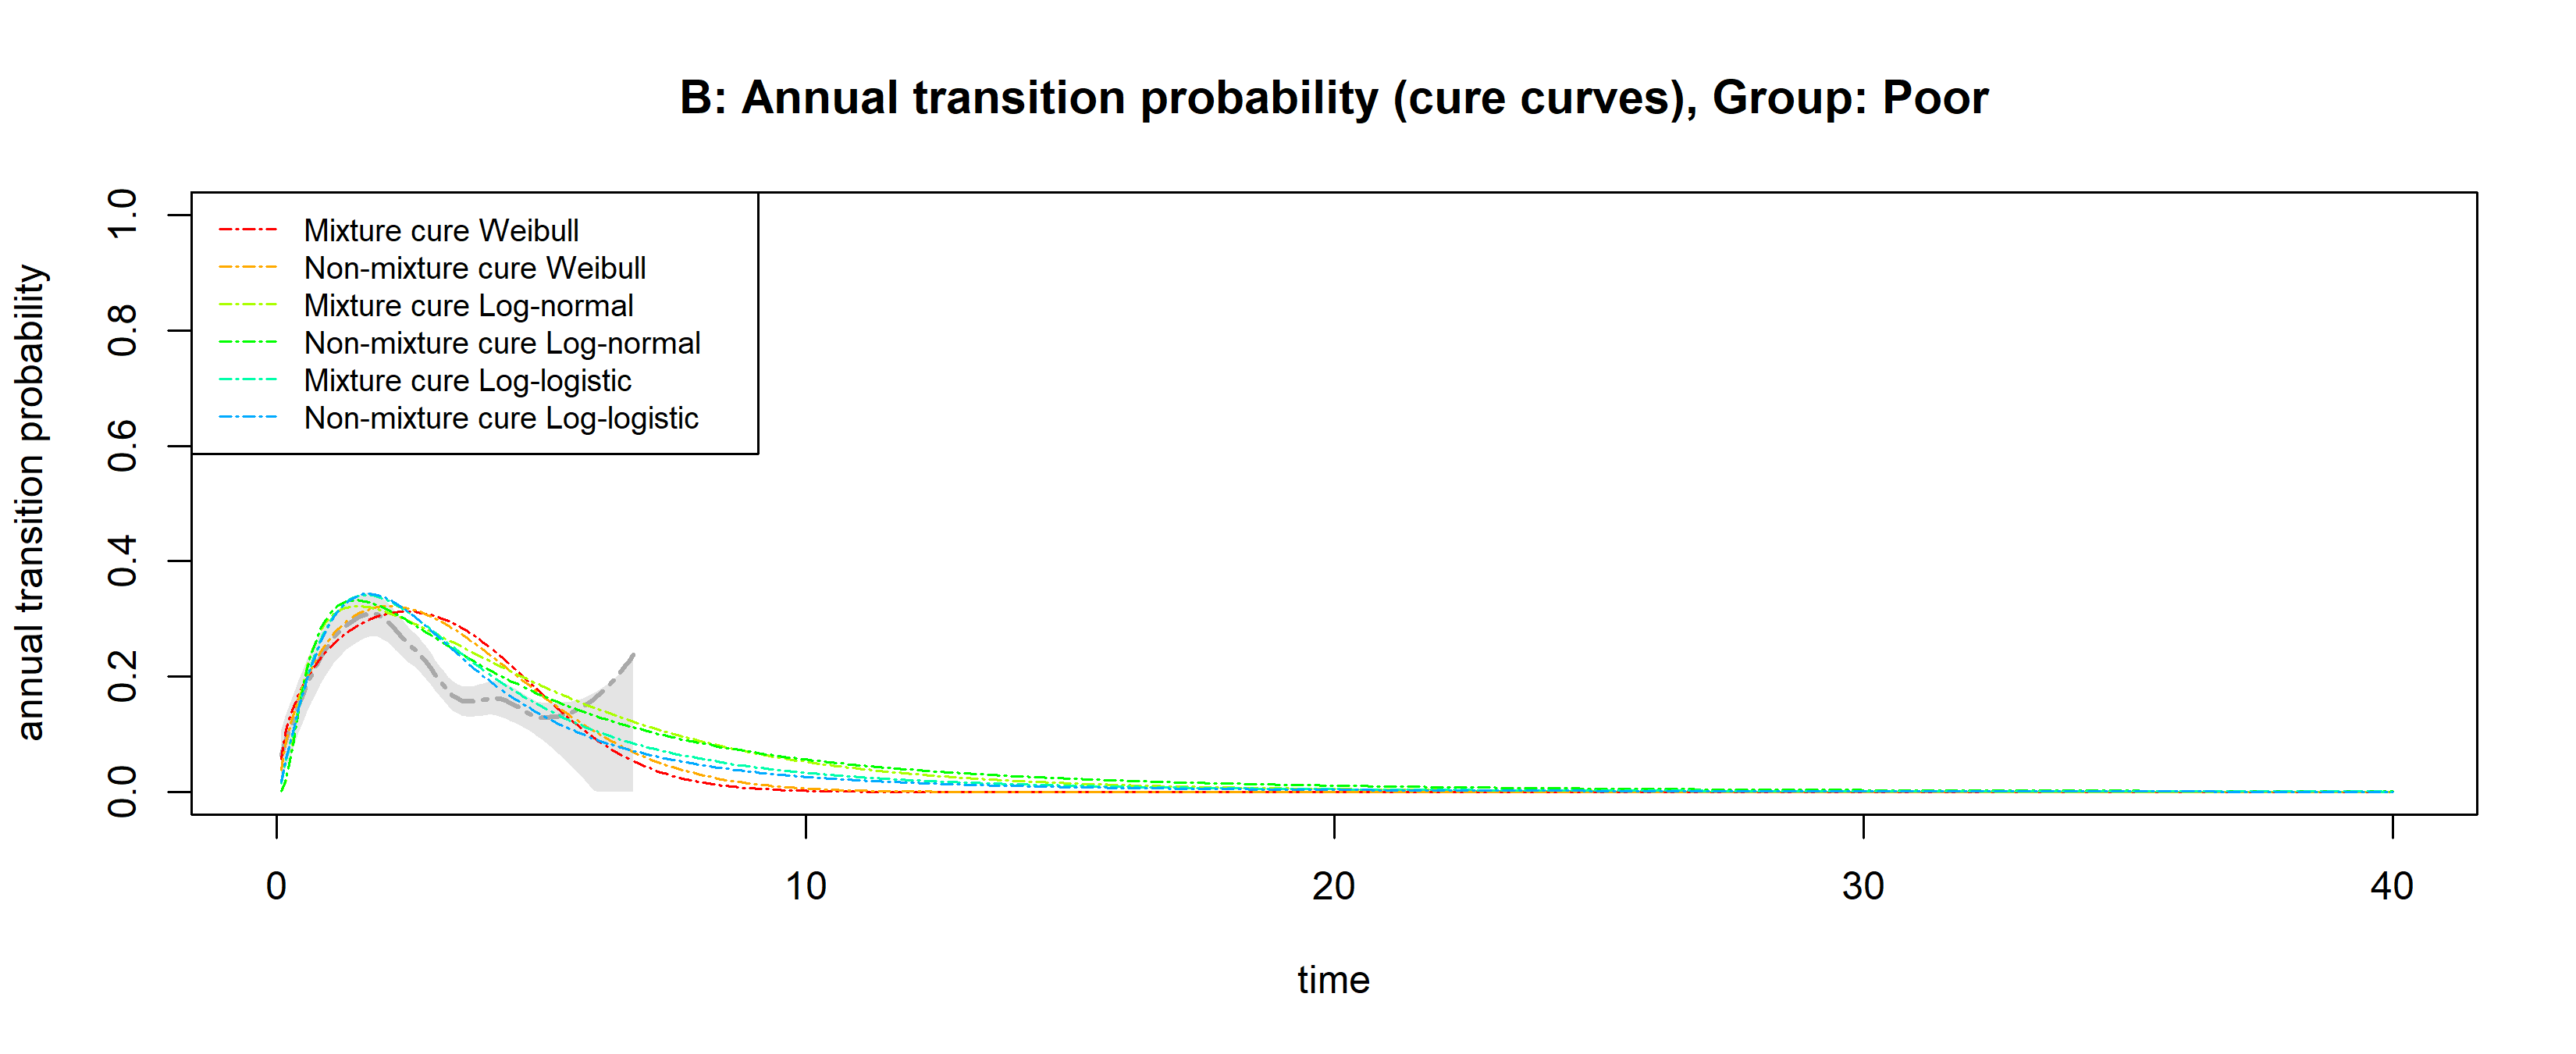 B: Annual transition probability (cure curves), Group: Poor
annual transition probability
1.0
0.8
0.6
0.4
0.2
0.0
Mixture cure Weibull
Non-mixture cure Weibull
Mixture cure Log-normal
Non-mixture cure Log-normal
Mixture cure Log-logistic
Non-mixture cure Log-logistic
0 10 20 30 40
time